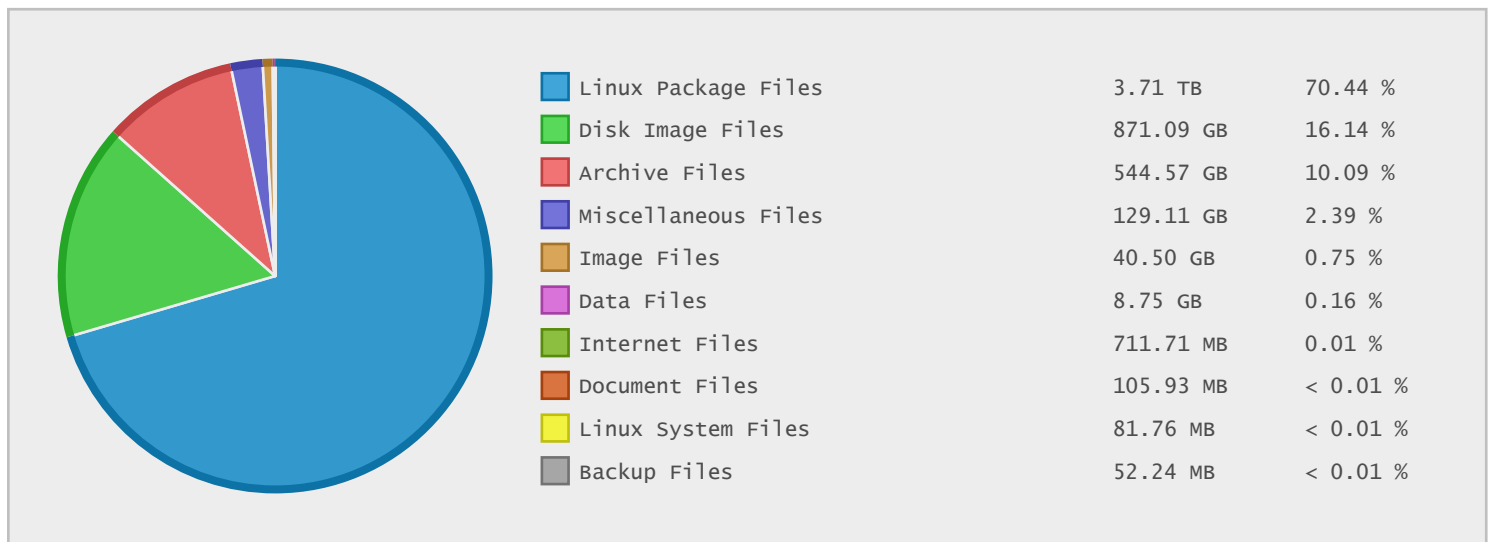 Linux Package Files 3.71 TB 70.44 %
Disk Image Files 871.09 GB 16.14 %
Archive Files 544.57 GB 10.09 %
Miscellaneous Files 129.11 GB 2.39 %
Image Files 40.50 GB 0.75 %
Data Files 8.75 GB 0.16 %
Internet Files 711.71 MB 0.01 %
Document Files 105.93 MB < 0.01 %
Linux System Files 81.76 MB < 0.01 %
Backup Files 52.24 MB < 0.01 %